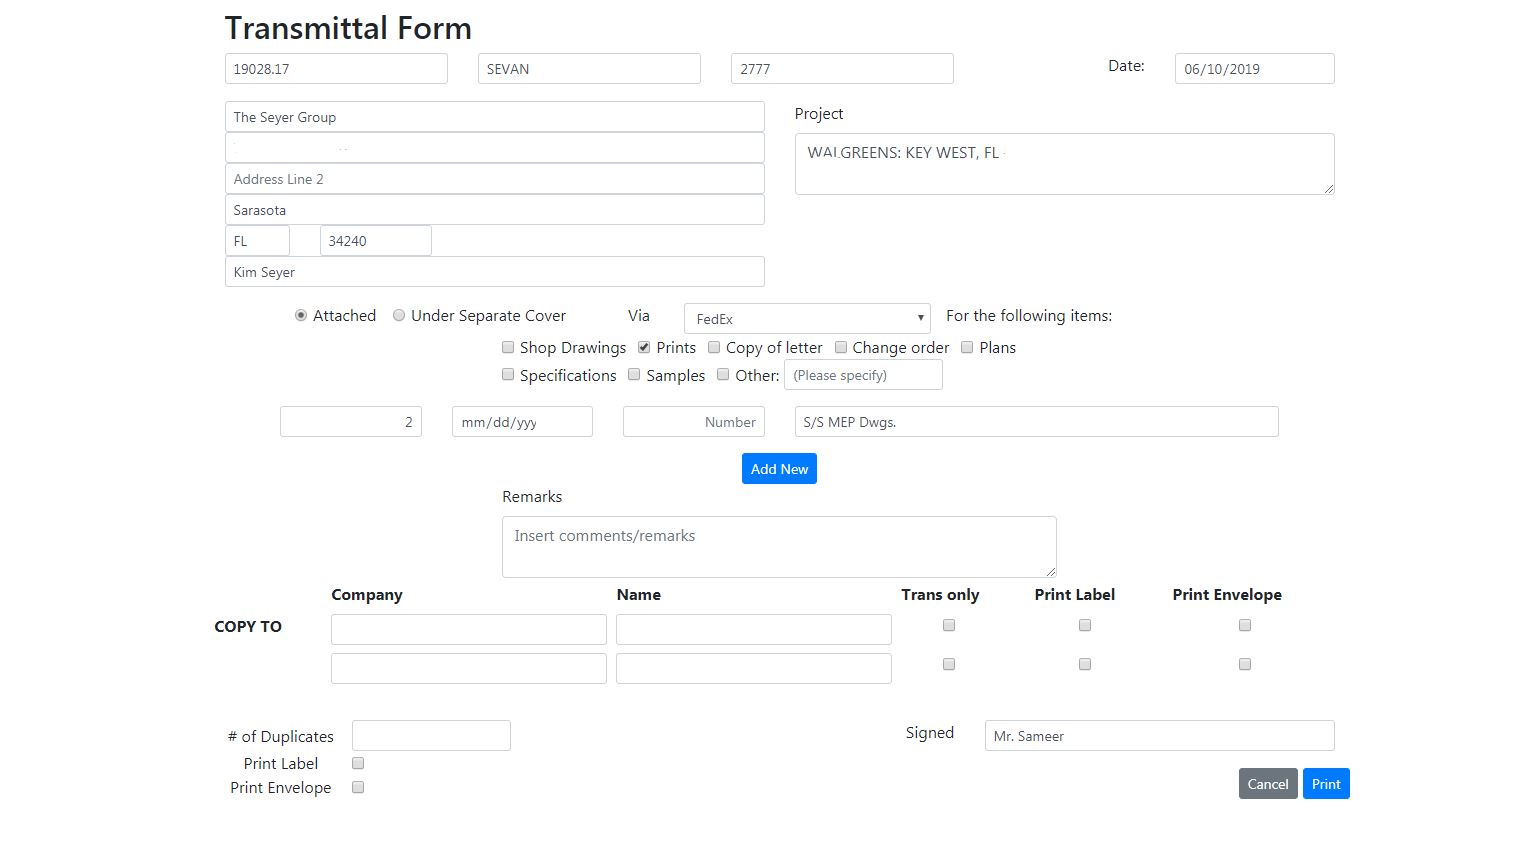 Transmittal Form
19028.17 SEVAN 2777 Date: 06/10/2019
The Seyer Group
Project
WALGREENS: KEY WEST, FL
Address Line 2
Sarasota
FL 34240
Kim Seyer
Attached Under Separate Cover Via FedEx For the following items:
Shop Drawings Prints Copy of letter Change order Plans
Specifications Samples Other: (Please specify)
2 mm/dd/yyy Number S/S MEP Dwgs.
Add New
Remarks
Insert comments/remarks
Company Name Trans only Print Label Print Envelope
COPY TO
# of Duplicates Signed Mr. Sameer
Print Label
Print Envelope Cancel Print